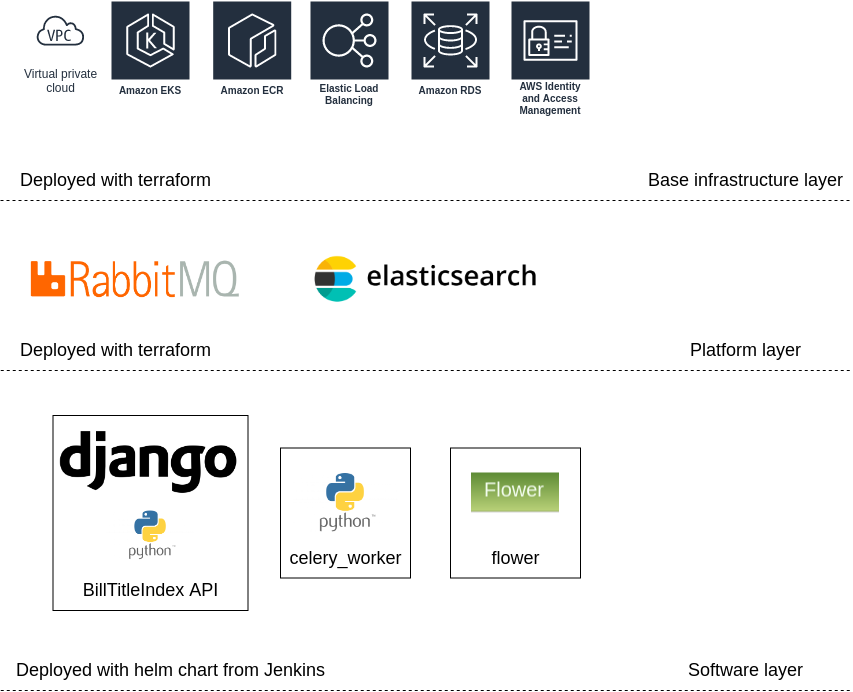 VPC
Virtual private
cloud
Amazon EKS
Amazon ECR
Elastic Load
Balancing
Amazon RDS
AWS Identity
and Access
Management
Deployed with terraform
Base infrastructure layer
RabbitMQ
elasticsearch
Deployed with terraform
Platform layer
django
python
BillTitleIndex API
python™
celery_worker
Flower
flower
Deployed with helm chart from Jenkins
Software layer